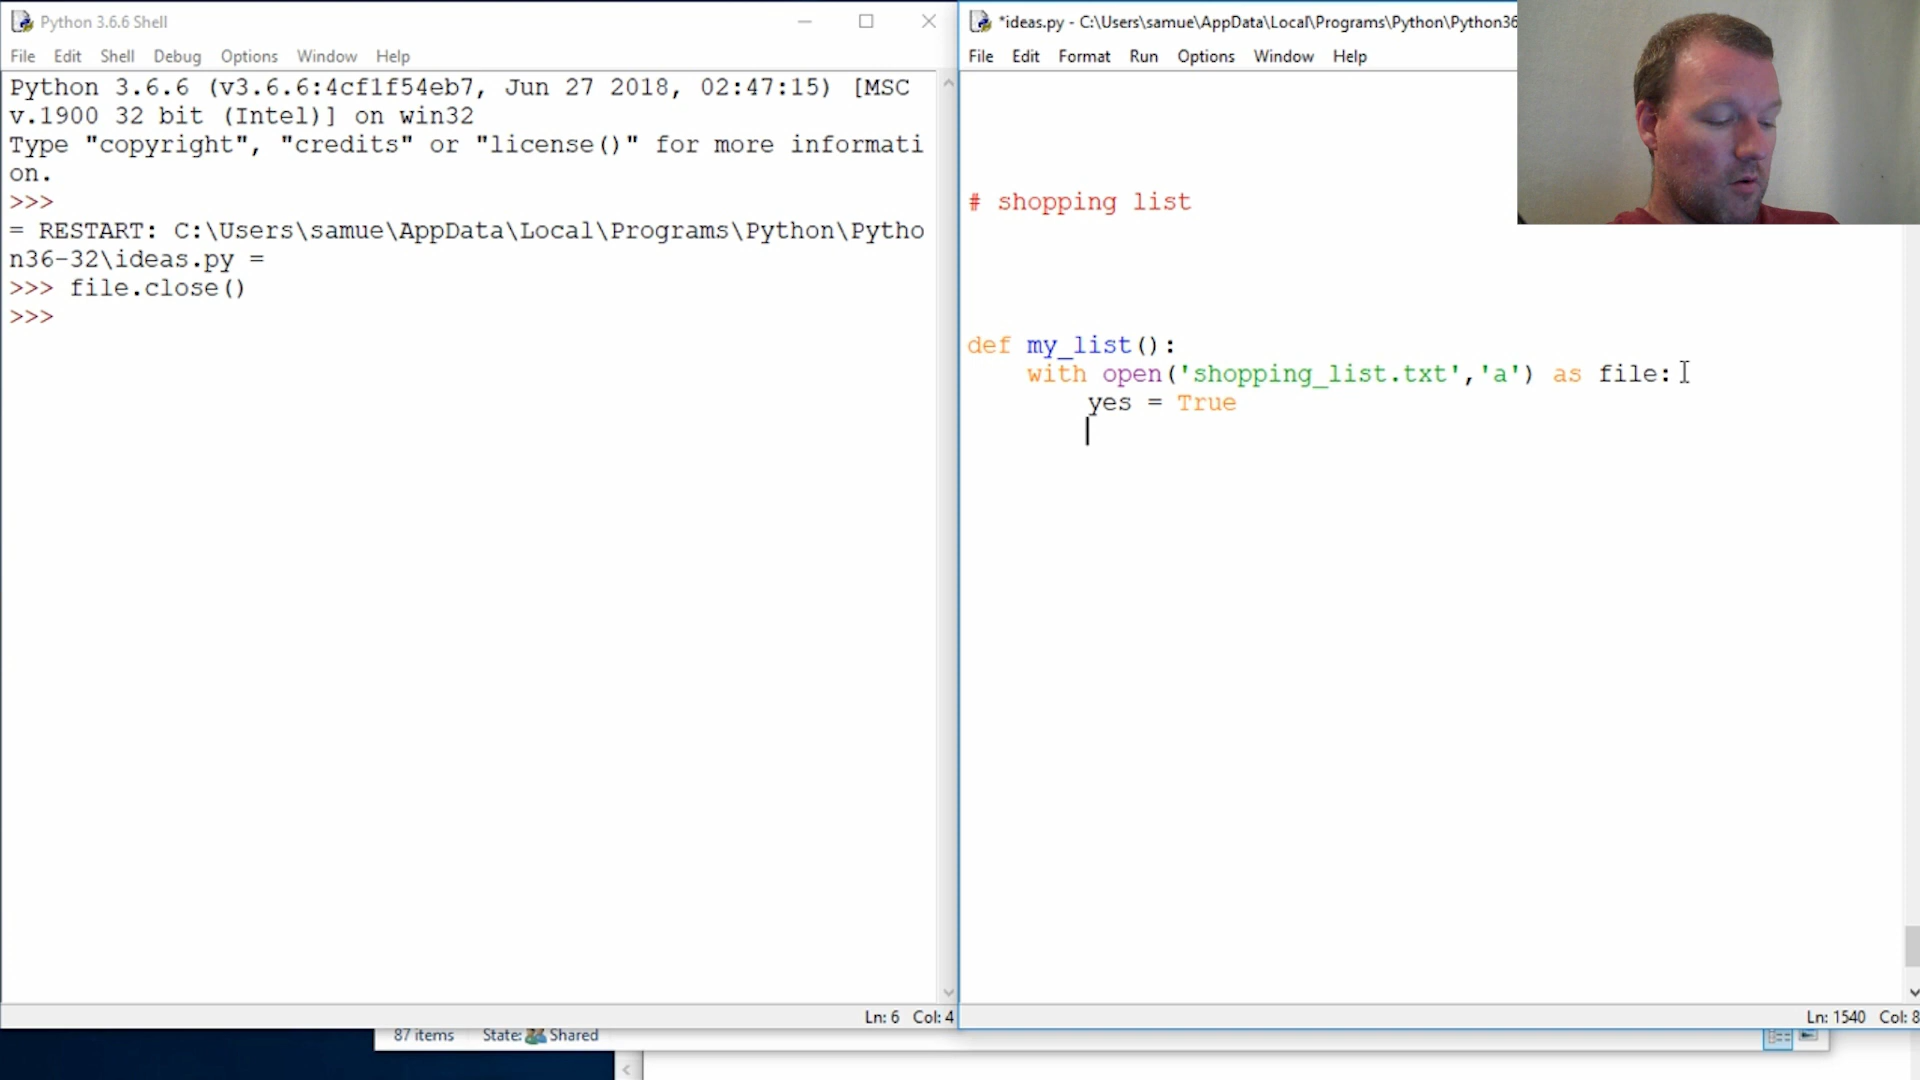 Python 3.6.6 Shell
File Edit Shell Debug Options Window Help
Python 3.6.6 (v3.6.6:4cf1f54eb7, Jun 27 2018, 02:47:15) [MSC
v.1900 32 bit (Intel)] on win32
Type "copyright", "credits" or "license()" for more informati
on.
>>>
= RESTART: C:\Users\samue\AppData\Local\Programs\Python\Pytho
n36-32\ideas.py =
>>> file.close()
>>>
Ln: 6 Col: 4
*ideas.py - C:\Users\samue\AppData\Local\Programs\Python\Python36
File Edit Format Run Options Window Help
# shopping list
def my_list():
with open('shopping_list.txt','a') as file:
yes = True
Ln: 1540 Col: 8
87 items State: Shared